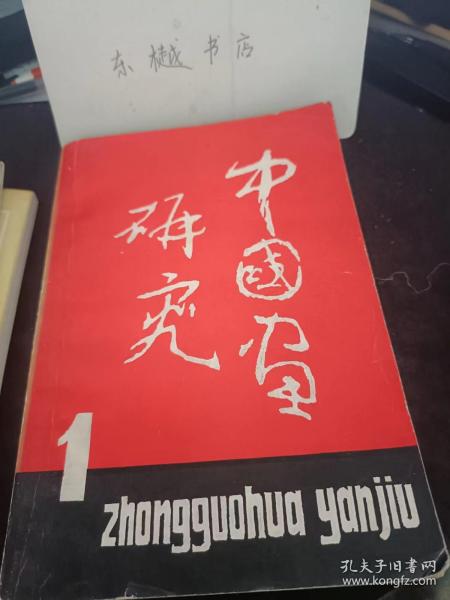 东樾书店
中國画
研究
1
zhongguohua yanjiu
孔夫子旧书网
www.kongfz.com